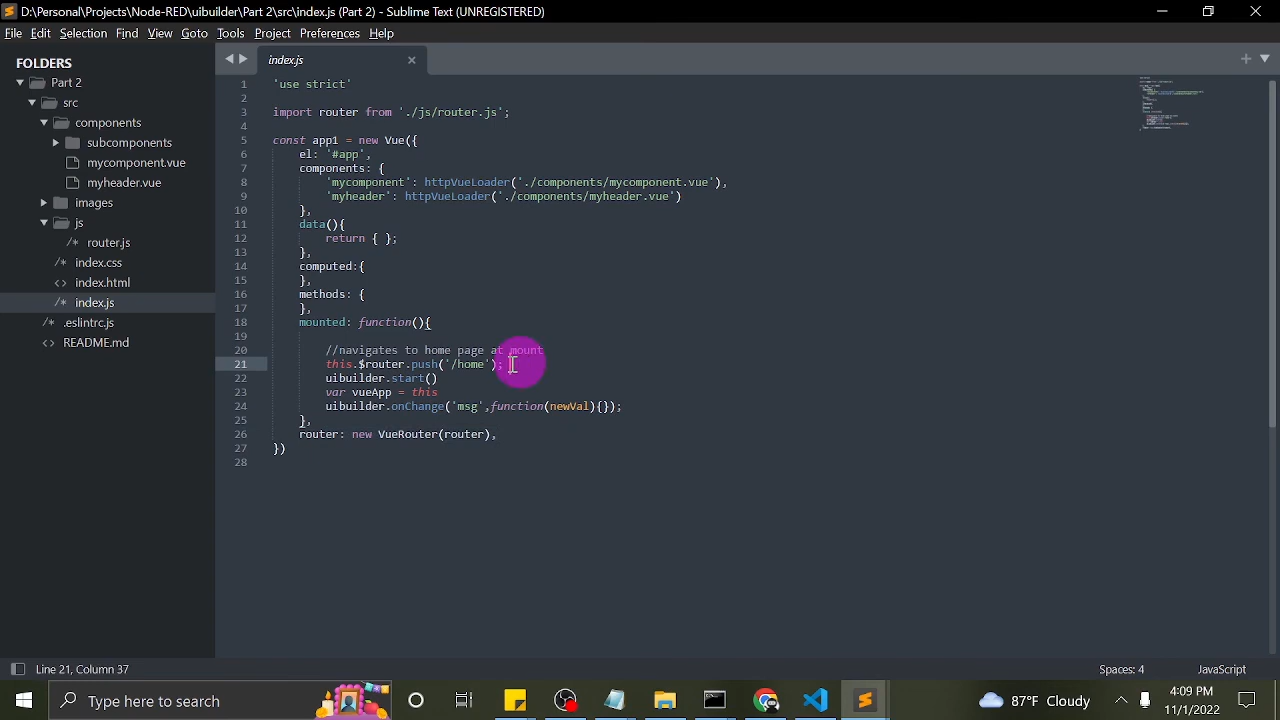 D:\Personal\Projects\Node-RED\uibuilder\Part 2\src\index.js (Part 2) - Sublime Text (UNREGISTERED)
File Edit Selection Find View Goto Tools Project Preferences Help
FOLDERS
Part 2
src
components
subcomponents
mycomponent.vue
myheader.vue
images
js
router.js
index.css
index.html
index.js
.eslintrc.js
README.md
index.js
1 'use strict'
2
3 import router from './js/router.js';
4
5 const app1 = new Vue({
6 el: '#app',
7 components: {
8 'mycomponent': httpVueLoader('./components/mycomponent.vue'),
9 'myheader': httpVueLoader('./components/myheader.vue')
10 },
11 data(){
12 return { };
13 },
14 computed:{
15 },
16 methods: {
17 },
18 mounted: function(){
19
20 //navigates to home page at mount
21 this.$router.push('/home');
22 uibuilder.start()
23 var vueApp = this
24 uibuilder.onChange('msg',function(newVal){});
25 },
26 router: new VueRouter(router),
27 })
28
Line 21, Column 37
Spaces: 4
JavaScript
Type here to search
87°F Cloudy
4:09 PM
11/1/2022